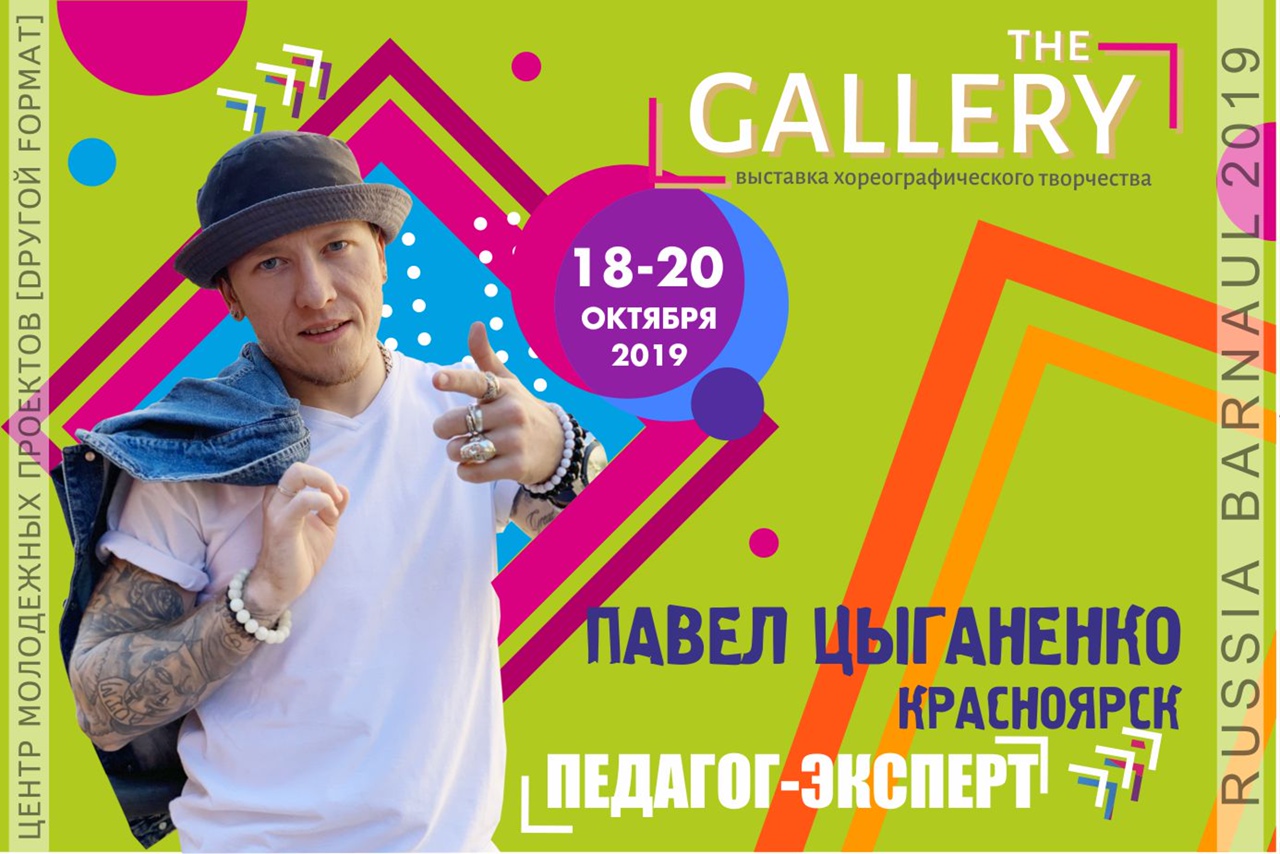 ЦЕНТР МОЛОДЕЖНЫХ ПРОЕКТОВ [DРУГОЙ FОРМАТ]
THE
GALLERY
выставка хореографического творчества
18-20
ОКТЯБРЯ
2019
ПАВЕЛ ЦЫГАНЕНКО
КРАСНОЯРСК
ПЕДАГОГ-ЭКСПЕРТ
RUSSIA BARNAUL 2019